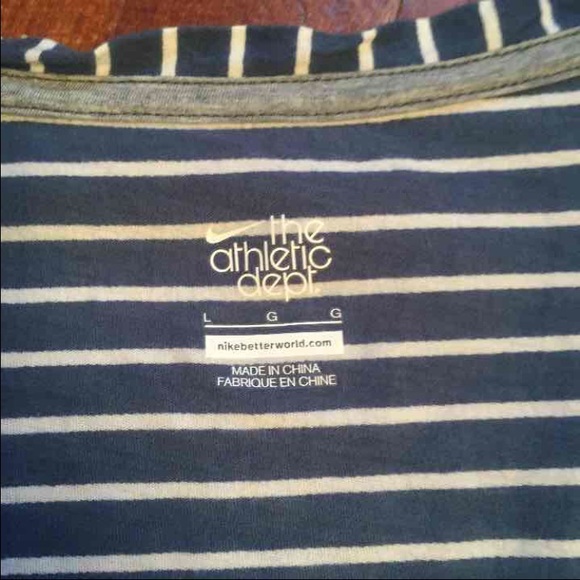 the
athletic
dept.
L G G
nikebetterworld.com
MADE IN CHINA
FABRIQUE EN CHINE